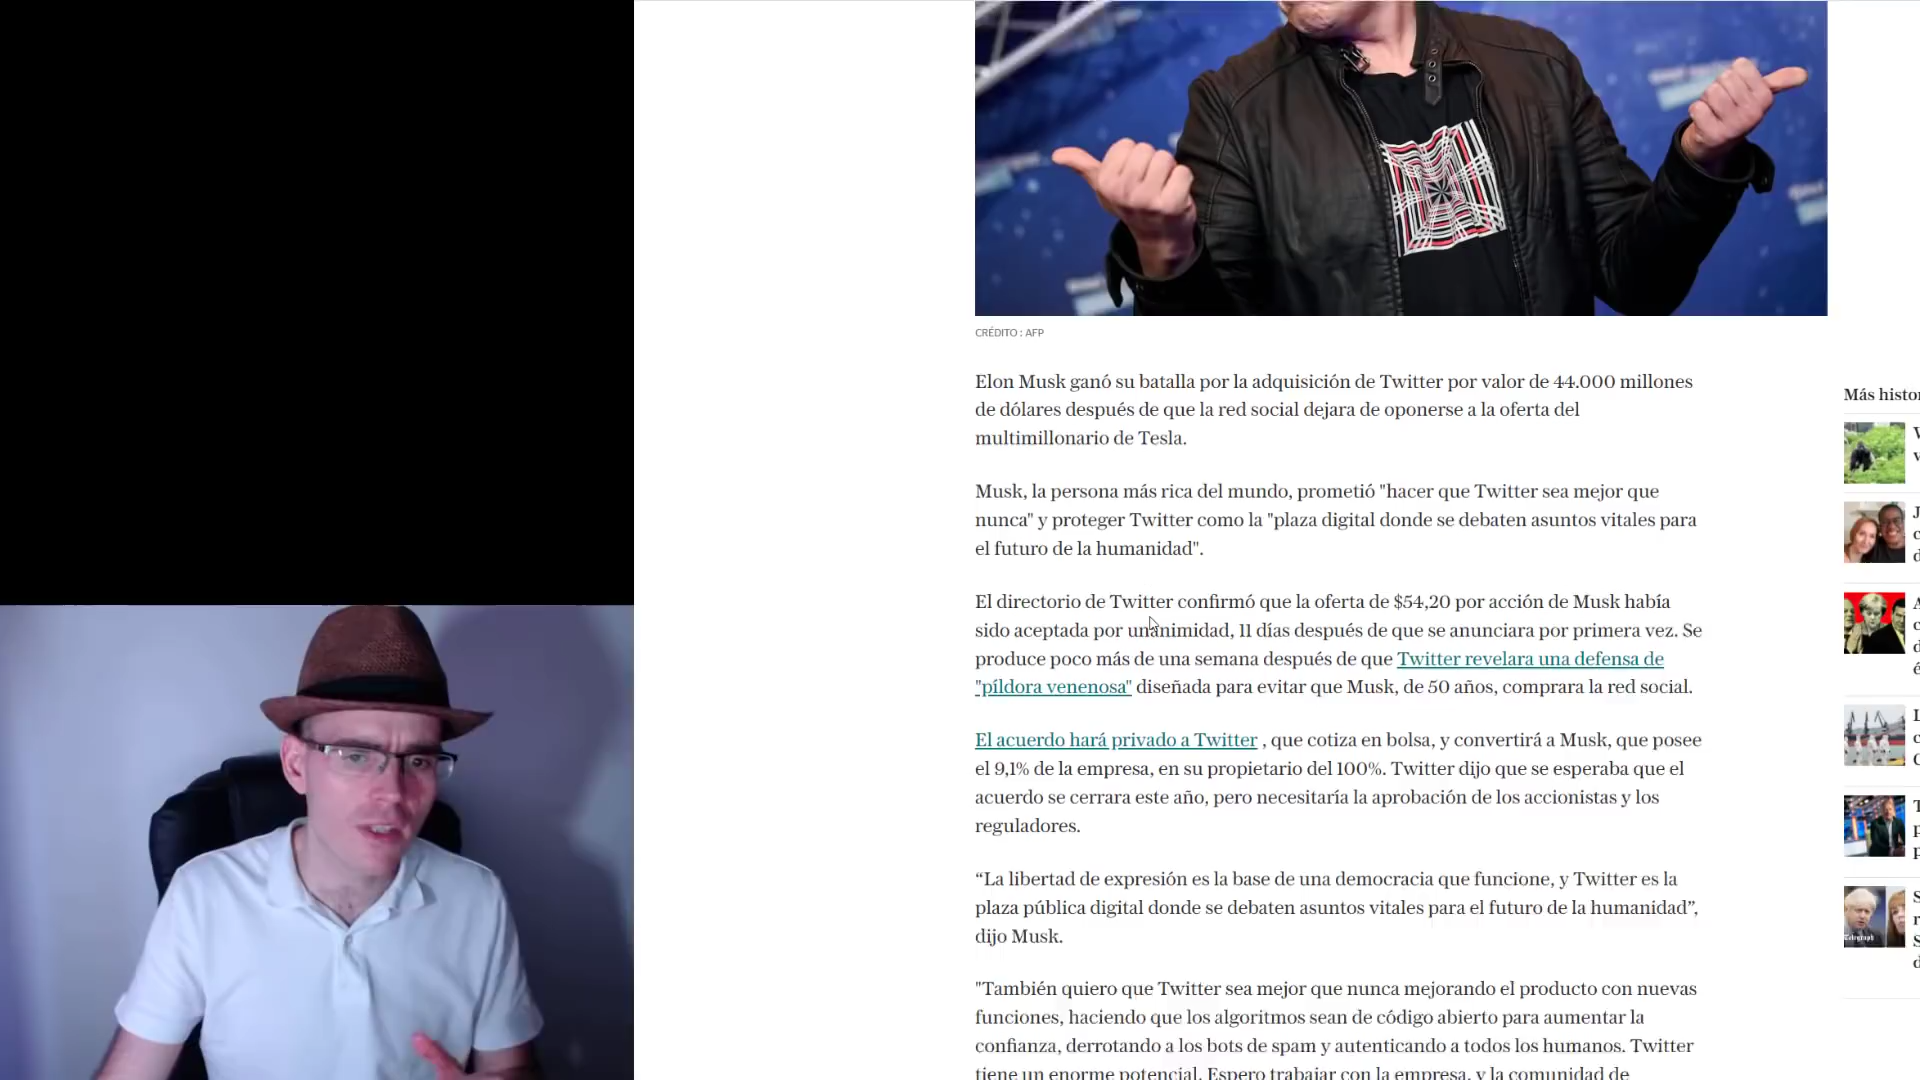 CRÉDITO : AFP
Elon Musk ganó su batalla por la adquisición de Twitter por valor de 44.000 millones
de dólares después de que la red social dejara de oponerse a la oferta del
multimillonario de Tesla.
Musk, la persona más rica del mundo, prometió "hacer que Twitter sea mejor que
nunca" y proteger Twitter como la "plaza digital donde se debaten asuntos vitales para
el futuro de la humanidad".
El directorio de Twitter confirmó que la oferta de $54,20 por acción de Musk había
sido aceptada por unanimidad, 11 días después de que se anunciara por primera vez. Se
produce poco más de una semana después de que Twitter revelara una defensa de
"píldora venenosa" diseñada para evitar que Musk, de 50 años, comprara la red social.
El acuerdo hará privado a Twitter , que cotiza en bolsa, y convertirá a Musk, que posee
el 9,1% de la empresa, en su propietario del 100%. Twitter dijo que se esperaba que el
acuerdo se cerrara este año, pero necesitaría la aprobación de los accionistas y los
reguladores.
“La libertad de expresión es la base de una democracia que funcione, y Twitter es la
plaza pública digital donde se debaten asuntos vitales para el futuro de la humanidad”,
dijo Musk.
"También quiero que Twitter sea mejor que nunca mejorando el producto con nuevas
funciones, haciendo que los algoritmos sean de código abierto para aumentar la
confianza, derrotando a los bots de spam y autenticando a todos los humanos. Twitter
tiene un enorme potencial. Espero trabajar con la empresa, y la comunidad de
Más histor
Telegraph